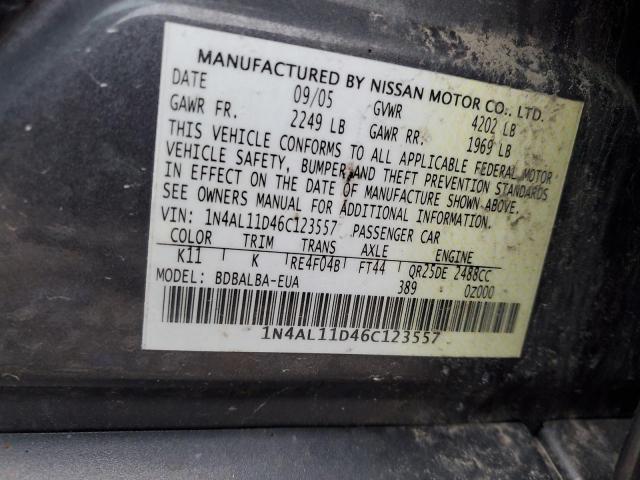 MANUFACTURED BY NISSAN MOTOR CO., LTD.
DATE 09/05 GVWR 4202 LB
GAWR FR. 2249 LB GAWR RR. 1969 LB
THIS VEHICLE CONFORMS TO ALL APPLICABLE FEDERAL MOTOR
VEHICLE SAFETY, BUMPER AND THEFT PREVENTION STANDARDS
IN EFFECT ON THE DATE OF MANUFACTURE SHOWN ABOVE.
SEE OWNERS MANUAL FOR ADDITIONAL INFORMATION.
VIN: 1N4AL11D46C123557 PASSENGER CAR
COLOR TRIM TRANS AXLE ENGINE
K11 K RE4F04B FT44 QR25DE 2488CC
MODEL: BDBALBA-EUA 389 0Z000
1N4AL11D46C123557